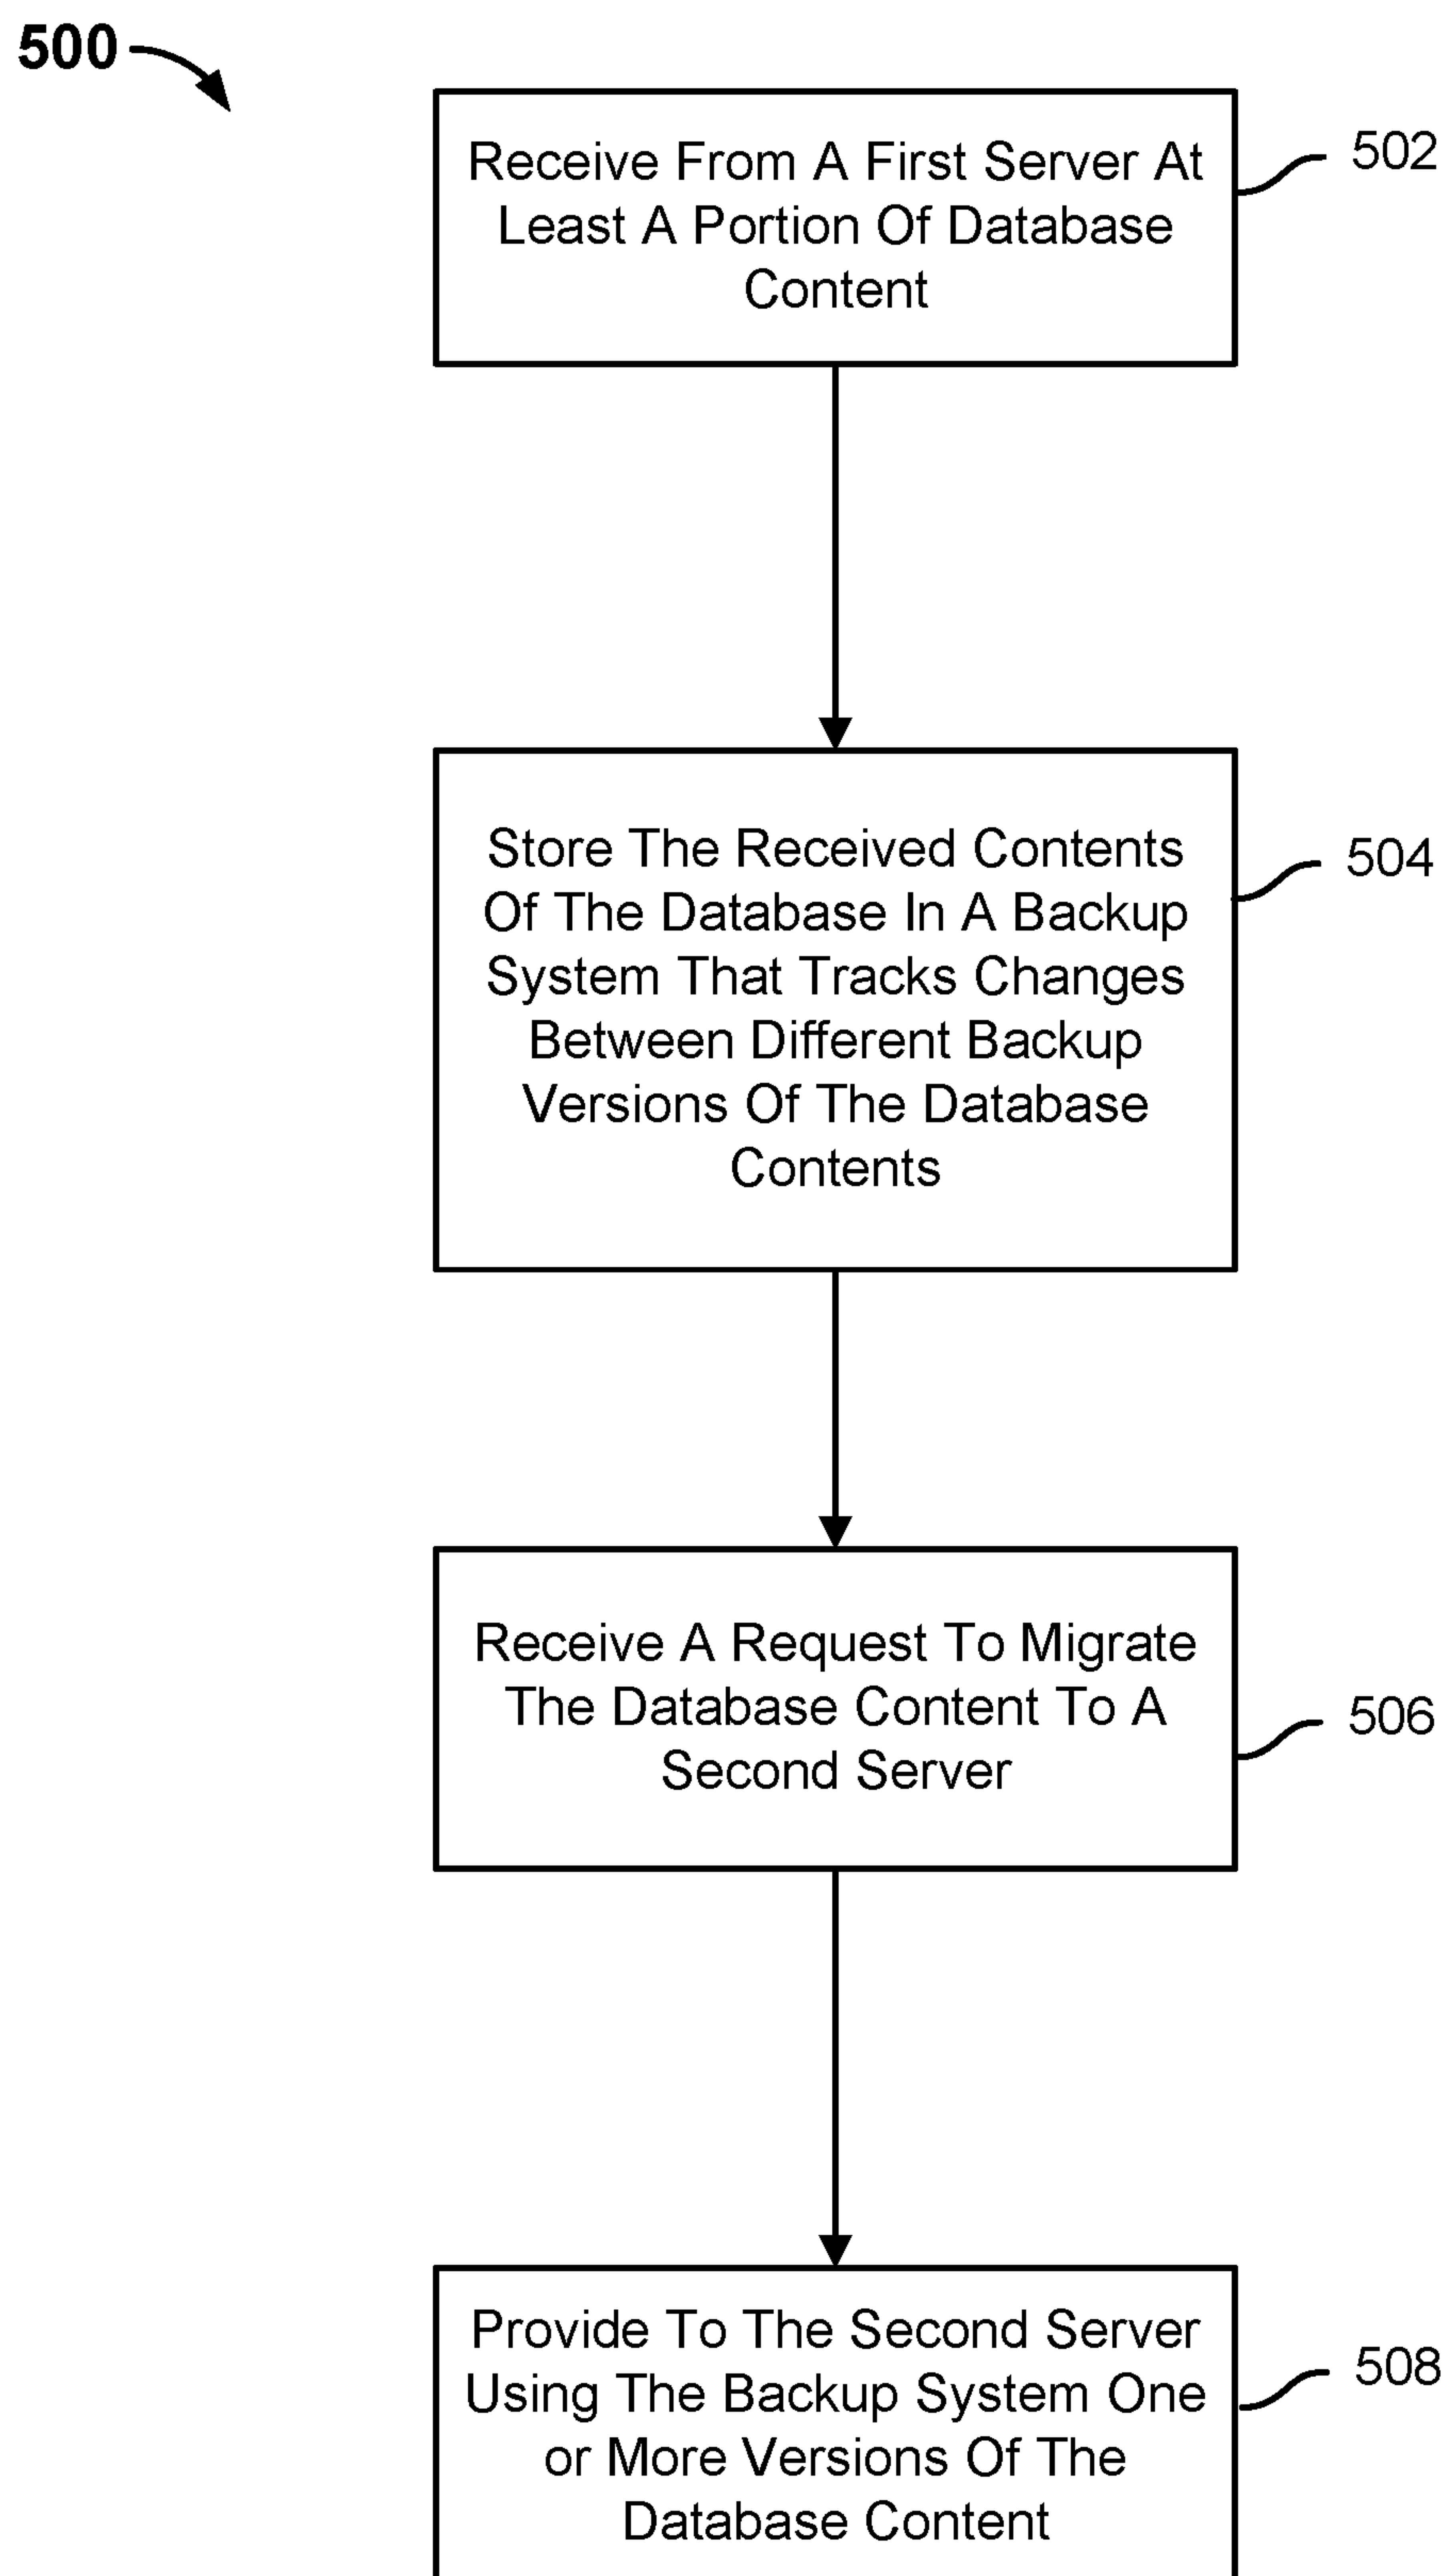 500
Receive From A First Server At
Least A Portion Of Database
Content
502
Store The Received Contents
Of The Database In A Backup
System That Tracks Changes
Between Different Backup
Versions Of The Database
Contents
504
Receive A Request To Migrate
The Database Content To A
Second Server
506
Provide To The Second Server
Using The Backup System One
or More Versions Of The
Database Content
508